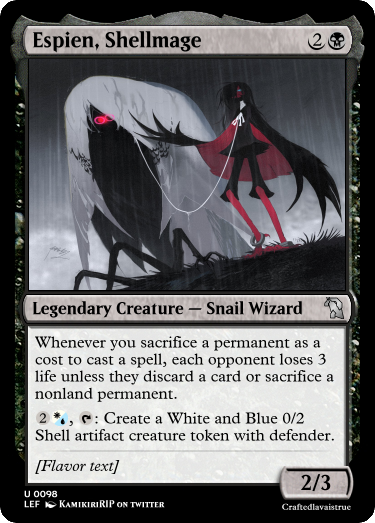 Espien, Shellmage 2
Legendary Creature — Snail Wizard
Whenever you sacrifice a permanent as a
cost to cast a spell, each opponent loses 3
life unless they discard a card or sacrifice a
nonland permanent.
2 , : Create a White and Blue 0/2
Shell artifact creature token with defender.
[Flavor text]
2/3
U 0098
LEF KamikiriRIP on twitter
Craftedlavaistrue